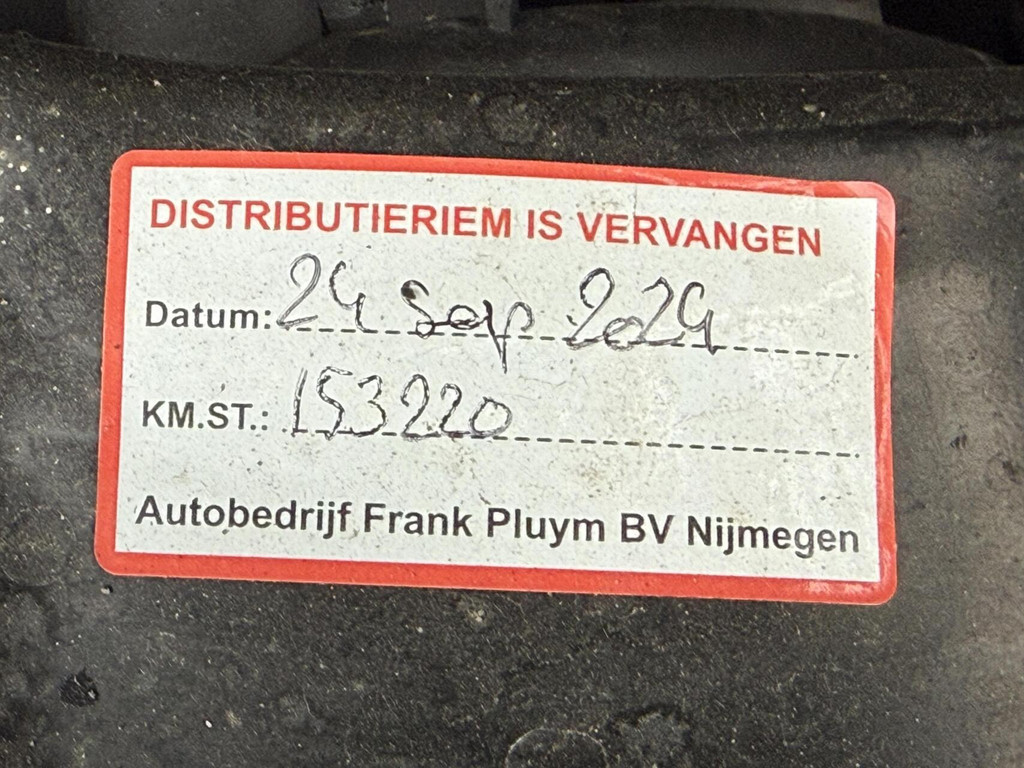 DISTRIBUTIERIEM IS VERVANGEN
Datum: 24 Sep 2024
KM.ST.: 153220
Autobedrijf Frank Pluym BV Nijmegen